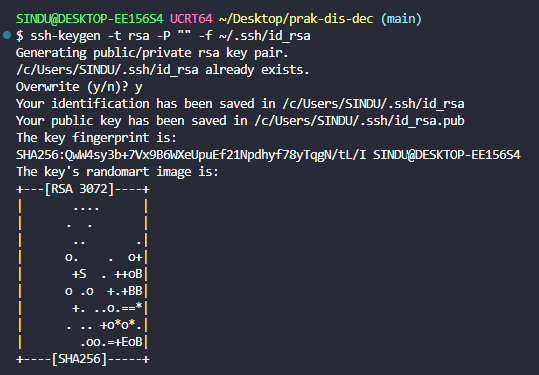 SINDU@DESKTOP-EE156S4 UCRT64 ~/Desktop/prak-dis-dec (main)
$ ssh-keygen -t rsa -P "" -f ~/.ssh/id_rsa
Generating public/private rsa key pair.
/c/Users/SINDU/.ssh/id_rsa already exists.
Overwrite (y/n)? y
Your identification has been saved in /c/Users/SINDU/.ssh/id_rsa
Your public key has been saved in /c/Users/SINDU/.ssh/id_rsa.pub
The key fingerprint is:
SHA256:QwW4sy3b+7Vx9B6WXeUpuEf21Npdhyf78yTqgN/tL/I SINDU@DESKTOP-EE156S4
The key's randomart image is:
+---[RSA 3072]----+
|       ....      |
|      .  .       |
|       ..       .|
|      o.    .  o+|
|       +S  . ++oB|
|      o .o  +.+BB|
|       +. ..o.==*|
|      . .. +o*o*.|
|        .oo.=+EoB|
+----[SHA256]-----+